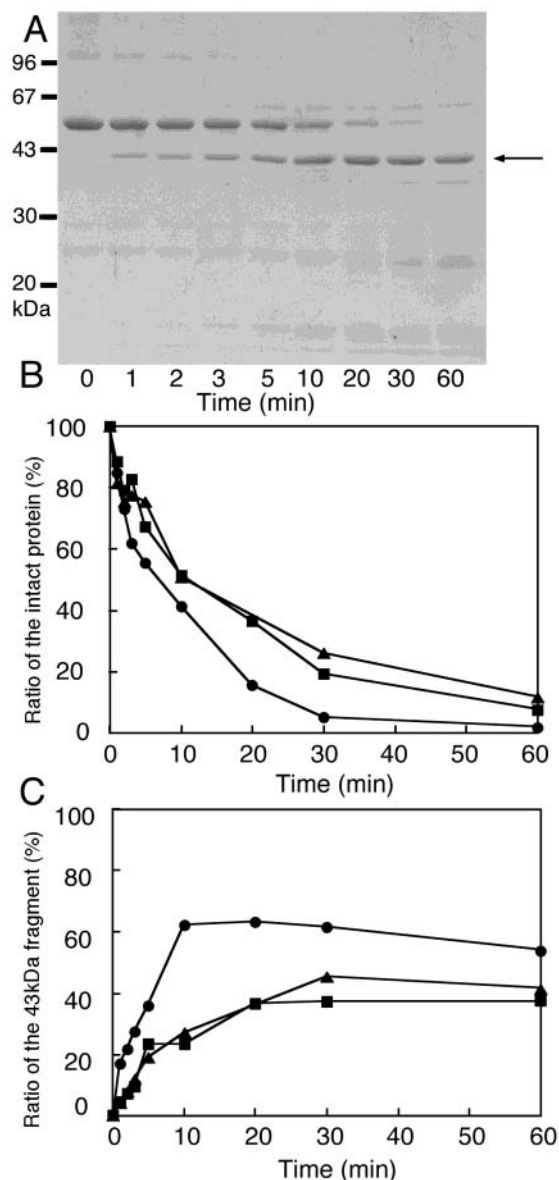 A
96
67
43
30
20
kDa
0 1 2 3 5 10 20 30 60
Time (min)
B
Ratio of the intact protein (%)
100
80
60
40
20
0
0 10 20 30 40 50 60
Time (min)
C
Ratio of the 43kDa fragment (%)
100
80
60
40
20
0
0 10 20 30 40 50 60
Time (min)